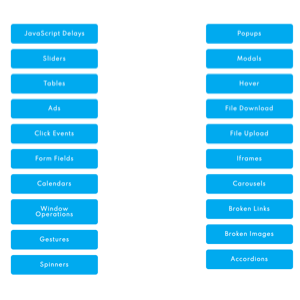 JavaScript Delays
Sliders
Tables
Ads
Click Events
Form Fields
Calendars
Window
Operations
Gestures
Spinners
Popups
Modals
Hover
File Download
File Upload
Iframes
Carousels
Broken Links
Broken Images
Accordions